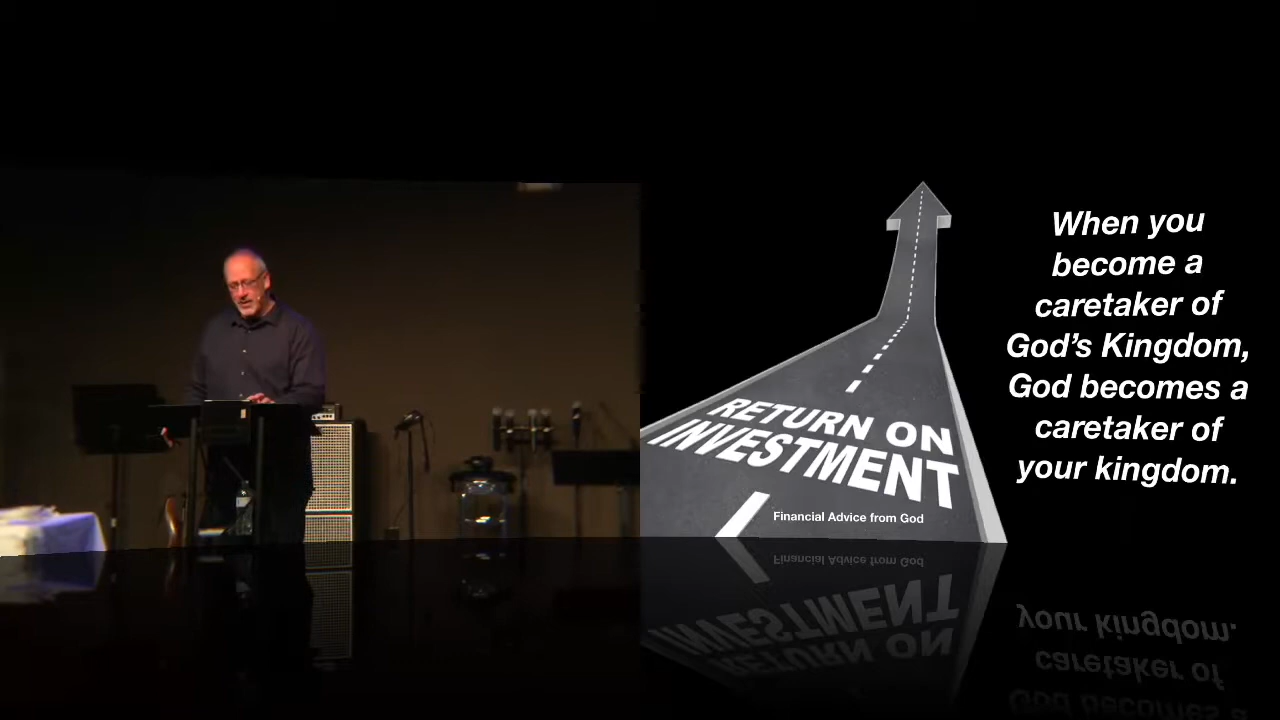 RETURN ON
INVESTMENT
Financial Advice from God
When you
become a
caretaker of
God’s Kingdom,
God becomes a
caretaker of
your kingdom.